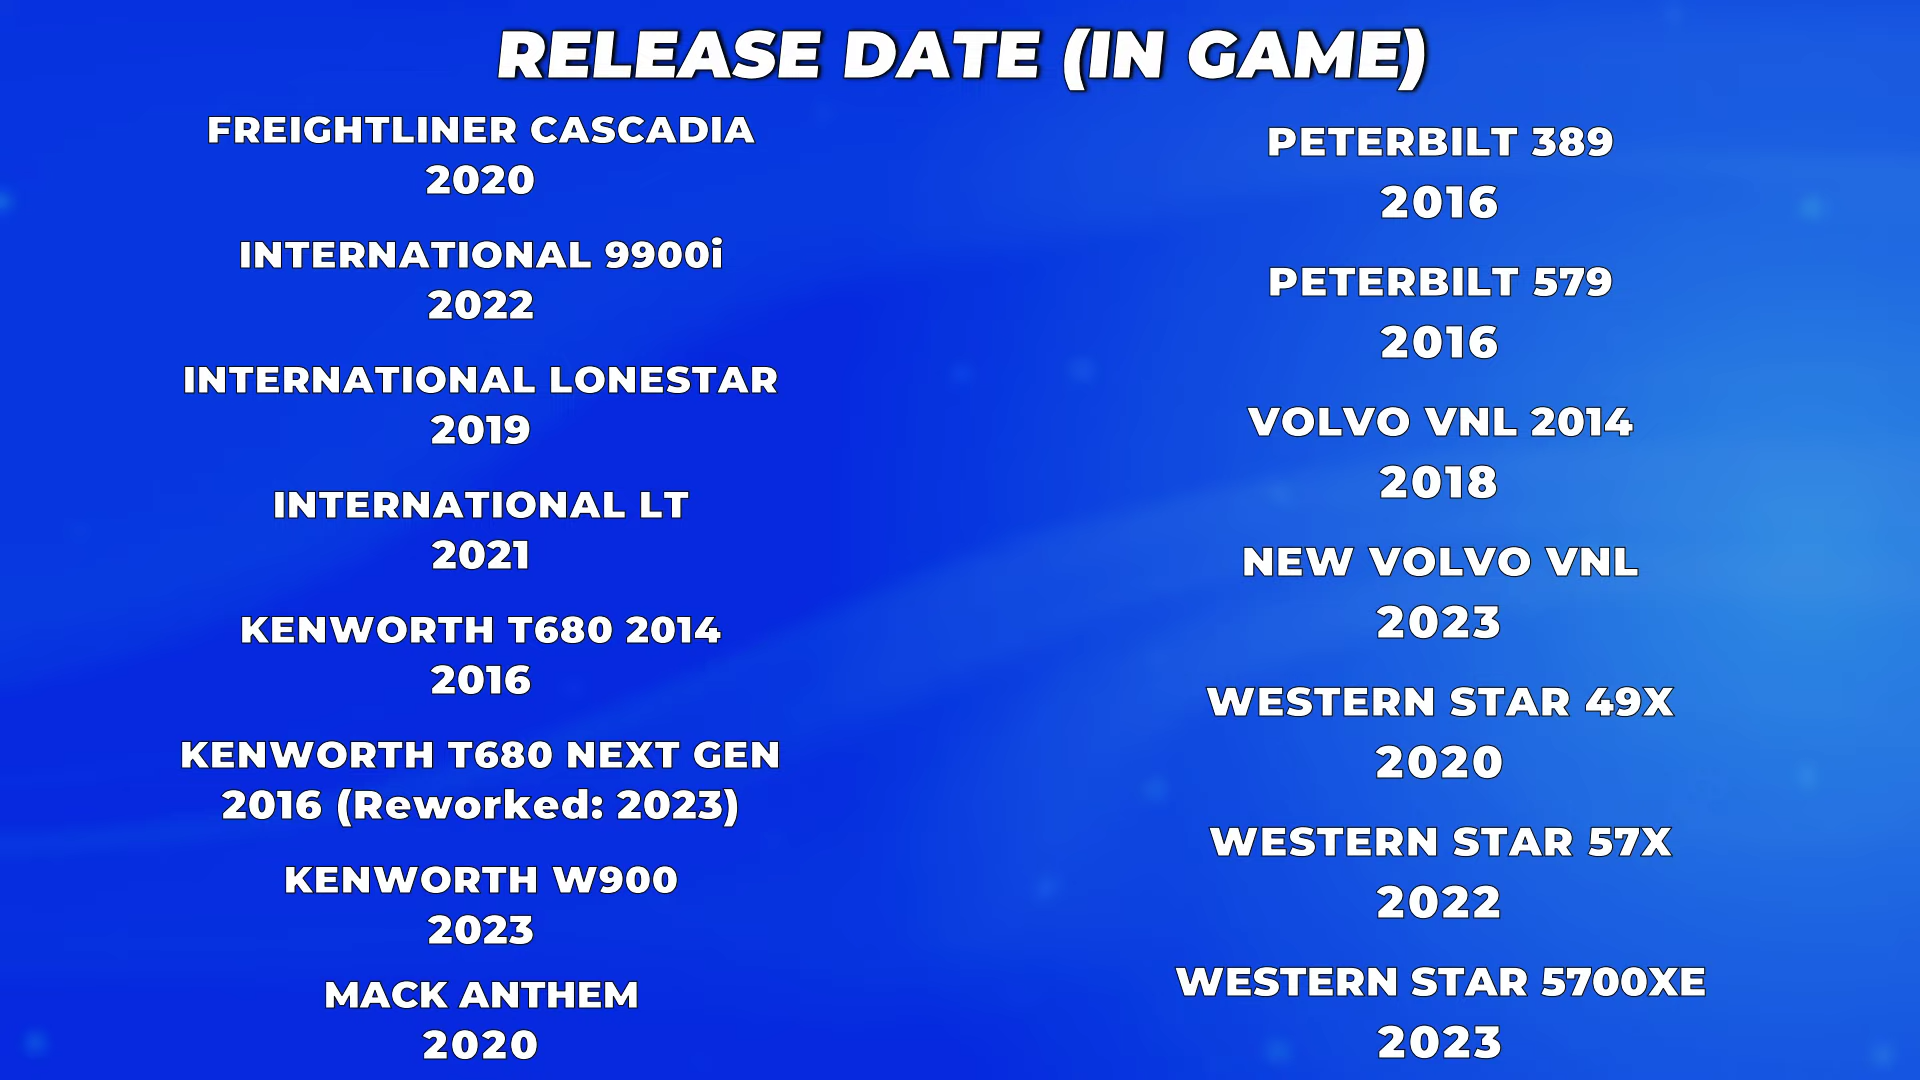 RELEASE DATE (IN GAME)
FREIGHTLINER CASCADIA
2020
INTERNATIONAL 9900i
2022
INTERNATIONAL LONESTAR
2019
INTERNATIONAL LT
2021
KENWORTH T680 2014
2016
KENWORTH T680 NEXT GEN
2016 (Reworked: 2023)
KENWORTH W900
2023
MACK ANTHEM
2020
PETERBILT 389
2016
PETERBILT 579
2016
VOLVO VNL 2014
2018
NEW VOLVO VNL
2023
WESTERN STAR 49X
2020
WESTERN STAR 57X
2022
WESTERN STAR 5700XE
2023